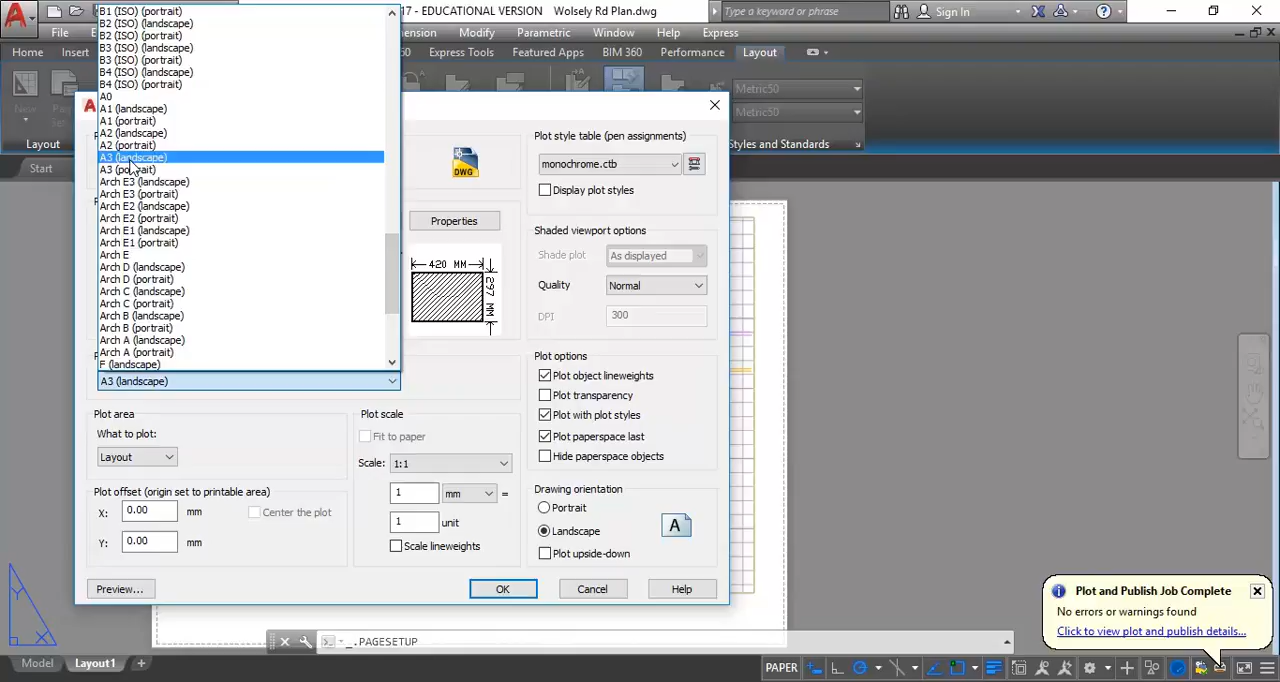 17 - EDUCATIONAL VERSION Wolsely Rd Plan.dwg
Type a keyword or phrase
Sign In
File
Modify
Parametric
Window
Help
Express
Home
Insert
Express Tools
Featured Apps
BIM 360
Performance
Layout
New
Metric50
Metric50
Layout
Styles and Standards
Start
B1 (ISO) (portrait)
B2 (ISO) (landscape)
B2 (ISO) (portrait)
B3 (ISO) (landscape)
B3 (ISO) (portrait)
B4 (ISO) (landscape)
B4 (ISO) (portrait)
A0
A1 (landscape)
A1 (portrait)
A2 (landscape)
A2 (portrait)
A3 (landscape)
A3 (portrait)
Arch E3 (landscape)
Arch E3 (portrait)
Arch E2 (landscape)
Arch E2 (portrait)
Arch E1 (landscape)
Arch E1 (portrait)
Arch E
Arch D (landscape)
Arch D (portrait)
Arch C (landscape)
Arch C (portrait)
Arch B (landscape)
Arch B (portrait)
Arch A (landscape)
Arch A (portrait)
F (landscape)
A3 (landscape)
DWG
Properties
420 MM
297 MM
Plot style table (pen assignments)
monochrome.ctb
Display plot styles
Shaded viewport options
Shade plot As displayed
Quality Normal
DPI 300
Plot options
Plot object lineweights
Plot transparency
Plot with plot styles
Plot paperspace last
Hide paperspace objects
Plot area
What to plot:
Layout
Plot scale
Fit to paper
Scale: 1:1
1 mm =
1 unit
Scale lineweights
Plot offset (origin set to printable area)
X: 0.00 mm Center the plot
Y: 0.00 mm
Drawing orientation
Portrait
Landscape
Plot upside-down
A
Preview... OK Cancel Help
Plot and Publish Job Complete
No errors or warnings found
Click to view plot and publish details...
_.PAGESETUP
Y
X
Model Layout1 +
PAPER